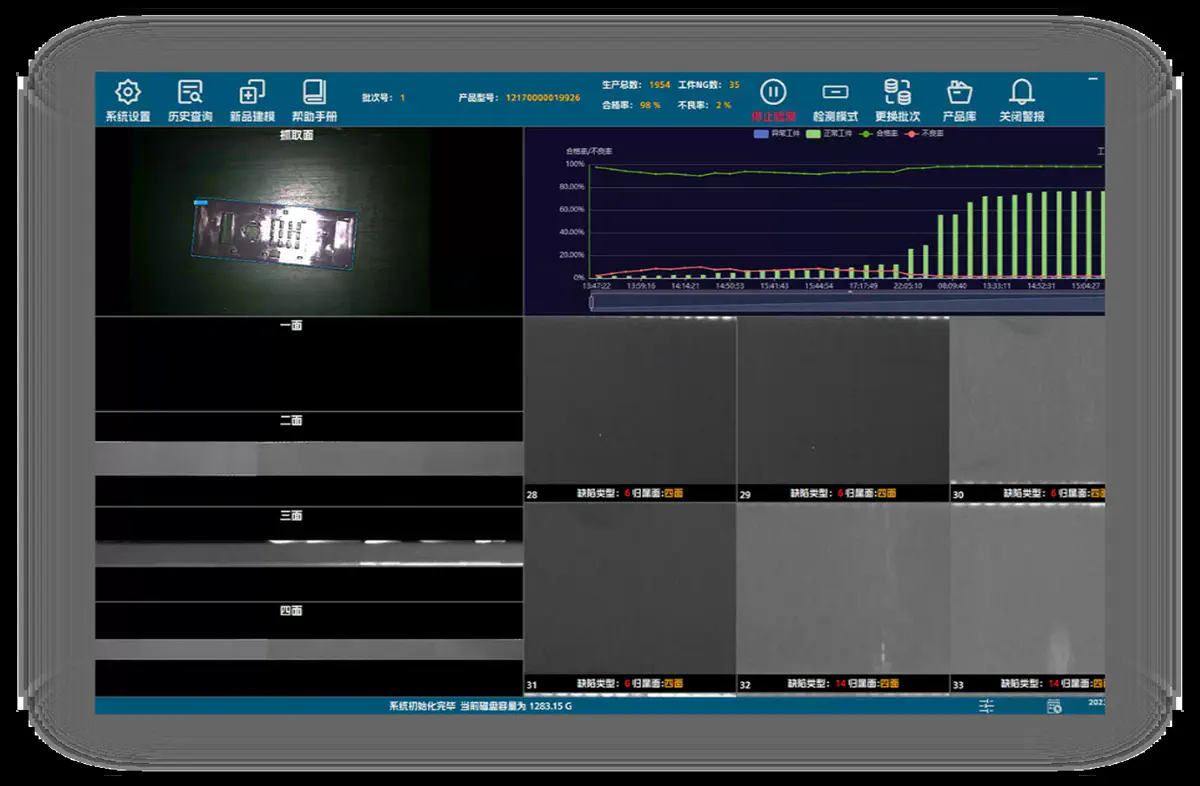 系统设置 历史查询 新品建模 帮助手册 批次号： 1 产品型号： 12170000019926
生产总数： 1954 工件NG数： 35
合格率： 98 % 不良率： 2 %
停止检测 检测模式 更换批次 产品库 关闭警报
抓取面
异常工件 正常工件 合格率 不良率
合格率/不良率
工
100%
80.00%
60.00%
40.00%
20.00%
0%
13:47:22 13:59:16 14:14:21 14:50:53 15:41:43 15:44:54 17:17:49 22:05:10 08:09:40 13:33:11 14:52:31 15:04:27
一面
二面
三面
四面
28 缺陷类型： 6 归属面:四面
29 缺陷类型： 6 归属面:四面
30 缺陷类型： 6 归属面:四面
31 缺陷类型： 6 归属面:四面
32 缺陷类型： 14 归属面:四面
33 缺陷类型： 14 归属面:四面
系统初始化完毕 当前磁盘容量为 1283.15 G
202